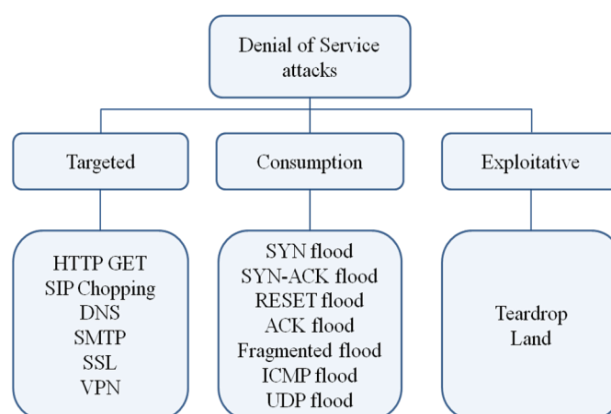 Denial of Service
attacks
Targeted
Consumption
Exploitative
HTTP GET
SIP Chopping
DNS
SMTP
SSL
VPN
SYN flood
SYN-ACK flood
RESET flood
ACK flood
Fragmented flood
ICMP flood
UDP flood
Teardrop
Land